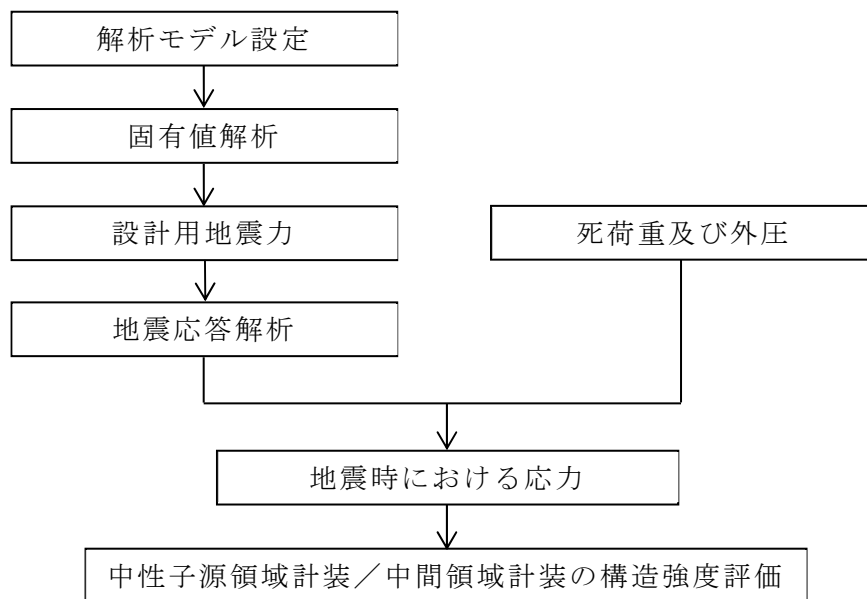 解析モデル設定
固有値解析
設計用地震力
死荷重及び外圧
地震応答解析
地震時における応力
中性子源領域計装／中間領域計装の構造強度評価